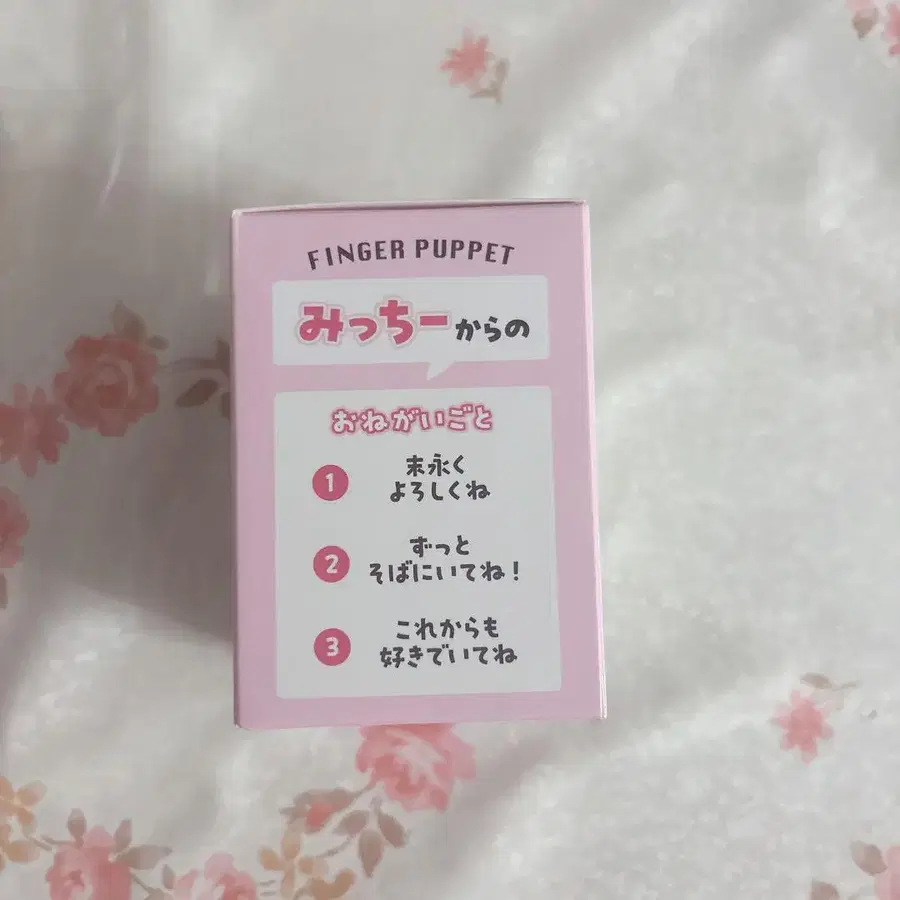 FINGER PUPPET
みっちーからの
おねがいごと
1
末永く
よろしくね
2
ずっと
そばにいてね！
3
これからも
好きでいてね